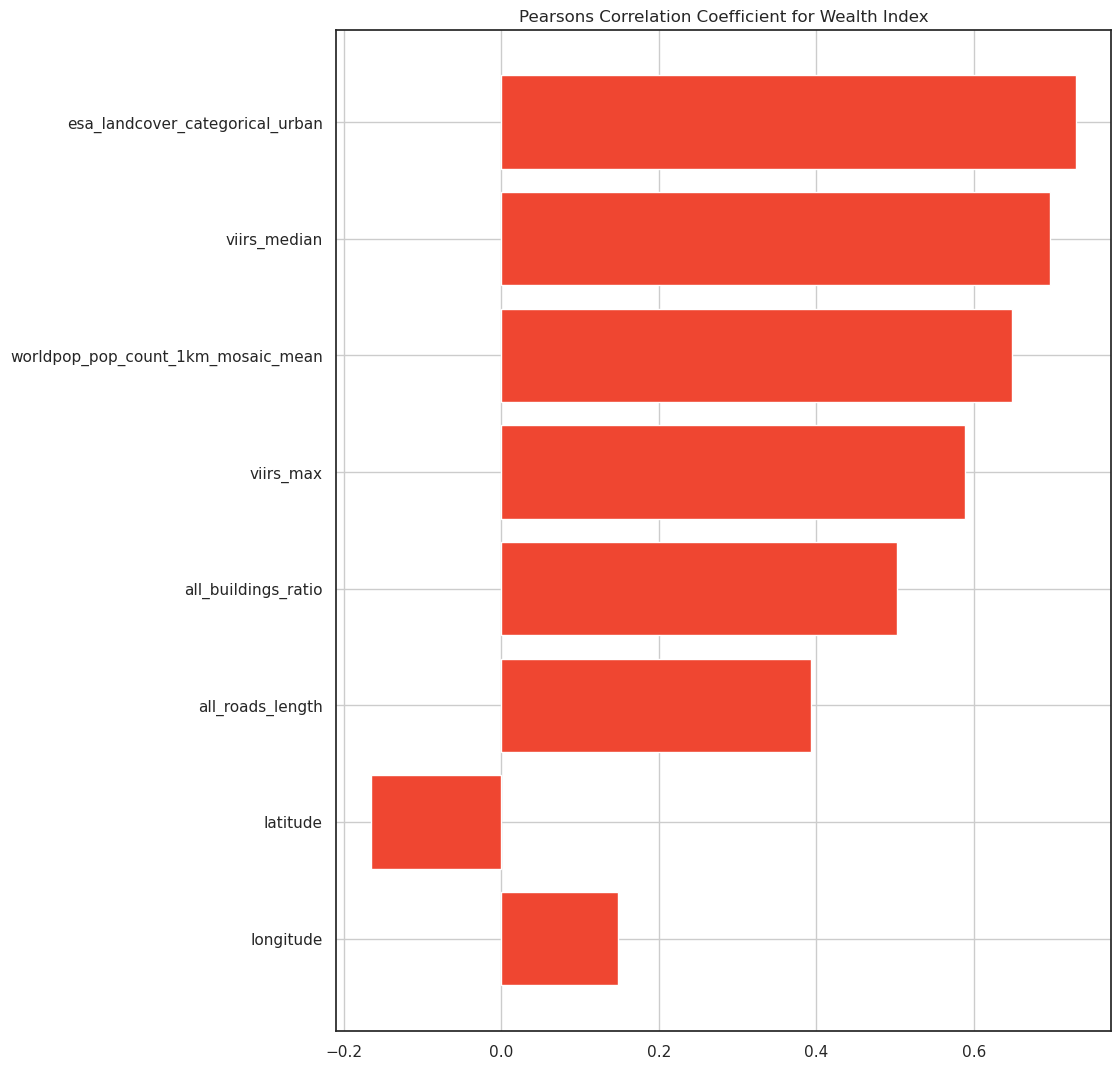 Pearsons Correlation Coefficient for Wealth Index
esa_landcover_categorical_urban
viirs_median
worldpop_pop_count_1km_mosaic_mean
viirs_max
all_buildings_ratio
all_roads_length
latitude
longitude
−0.2 0.0 0.2 0.4 0.6